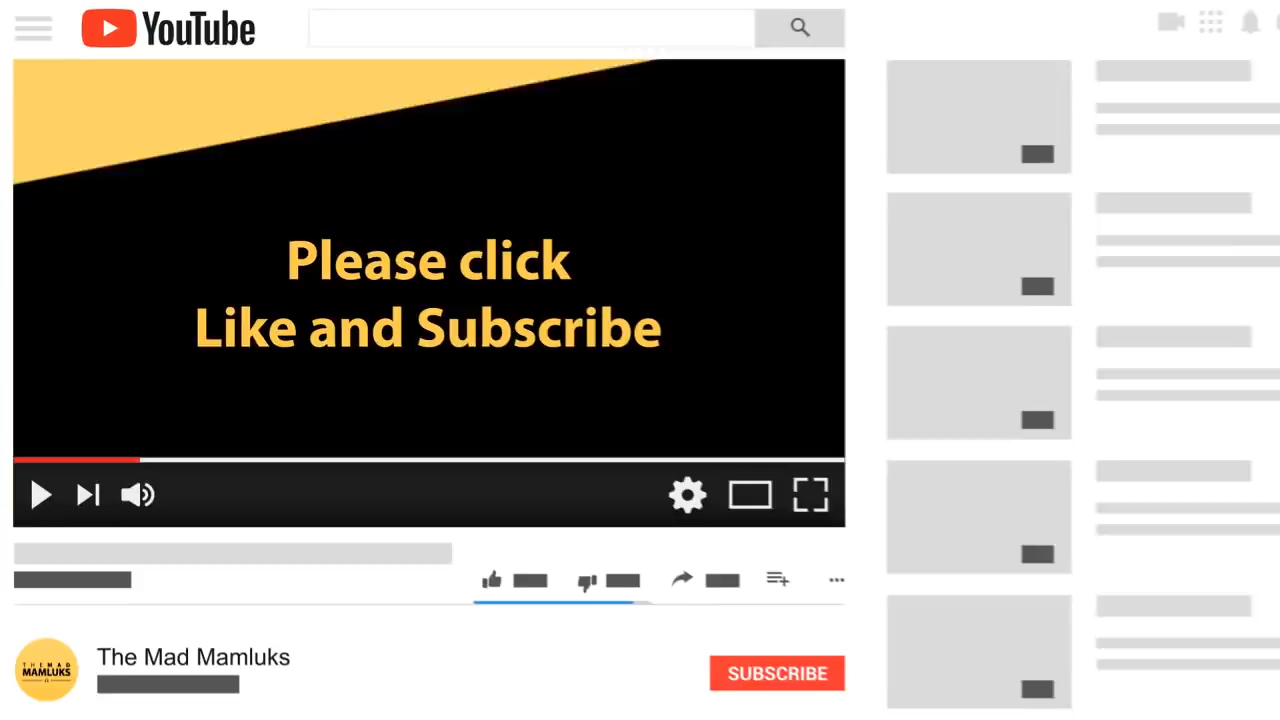 YouTube
Please click
Like and Subscribe
THE MAD
MAMLUKS
The Mad Mamluks
SUBSCRIBE